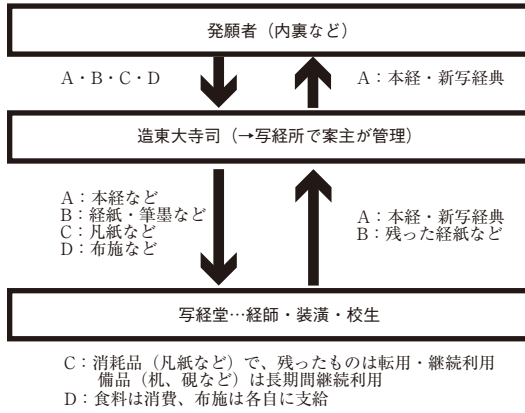 発願者（内裏など）
A・B・C・D
A：本経・新写経典
造東大寺司（→写経所で案主が管理）
A：本経など
B：経紙・筆墨など
C：凡紙など
D：布施など
A：本経・新写経典
B：残った経紙など
写経堂…経師・装潢・校生
C：消耗品（凡紙など）で、残ったものは転用・継続利用
備品（机、硯など）は長期間継続利用
D：食料は消費、布施は各自に支給